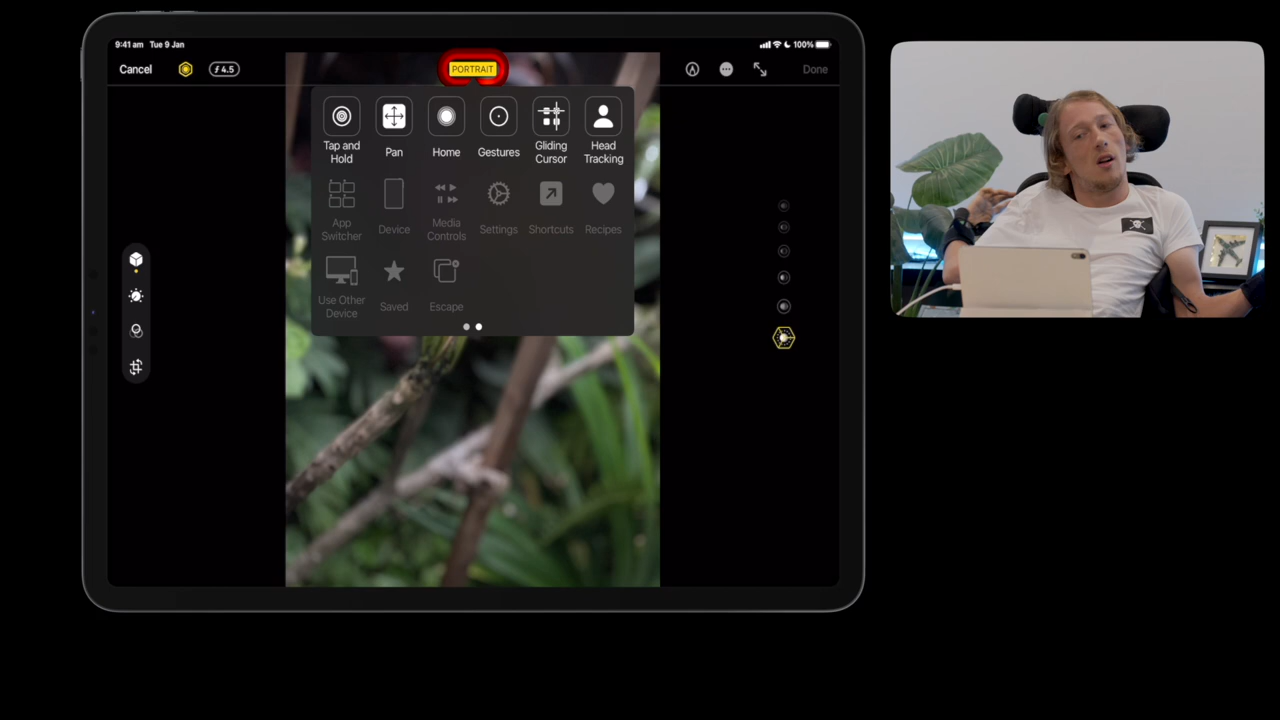 9:41 am Tue 9 Jan
100%
Cancel
ƒ 4.5
PORTRAIT
Done
Tap and Hold
Pan
Home
Gestures
Gliding Cursor
Head Tracking
App Switcher
Device
Media Controls
Settings
Shortcuts
Recipes
Use Other Device
Saved
Escape